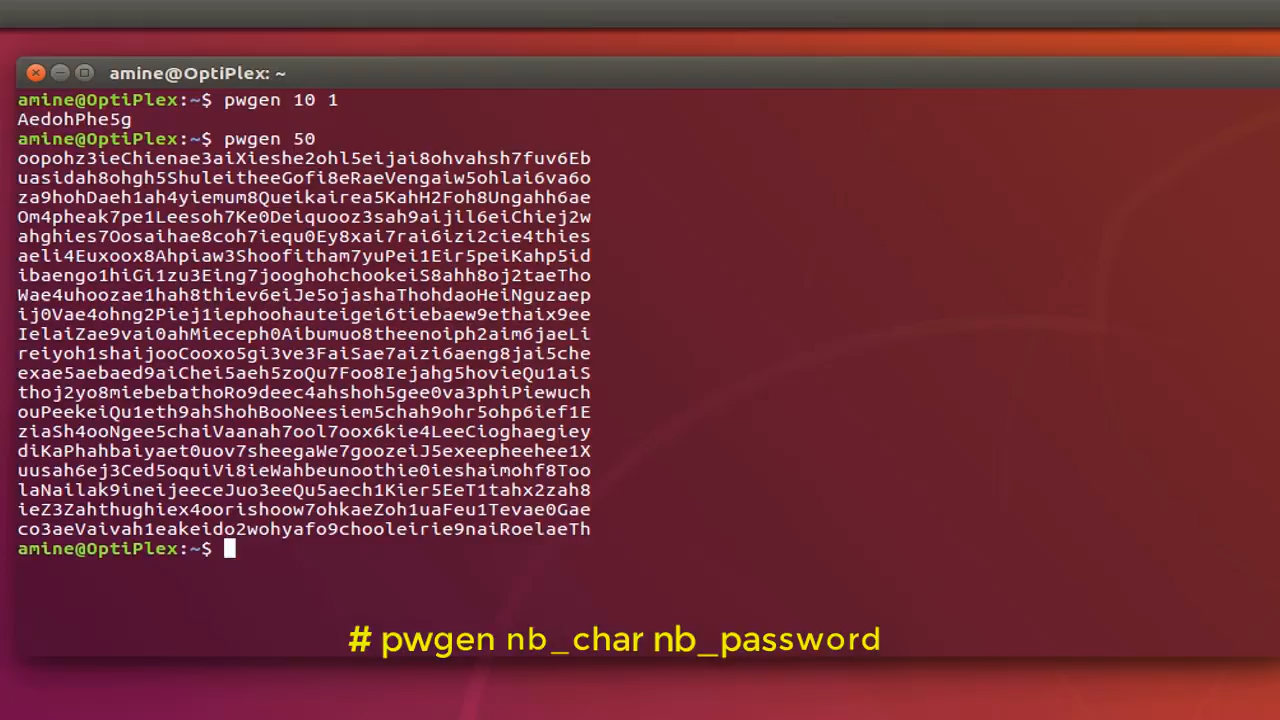 amine@OptiPlex: ~
amine@OptiPlex:~$ pwgen 10 1
AedohPhe5g
amine@OptiPlex:~$ pwgen 50
oopohz3ieChienae3aiXieshe2ohl5eijai8ohvahsh7fuv6Eb
uasidah8ohgh5ShuleitheeGofi8eRaeVengaiw5ohlai6va6o
za9hohDaeh1ah4yiemum8Queikairea5KahH2Foh8Ungahh6ae
Om4pheak7pe1Leesoh7Ke0Deiquooz3sah9aijil6eiChiej2w
ahghies7Oosaihae8coh7iequ0Ey8xai7rai6izi2cie4thies
aeli4Euxoox8Ahpiaw3Shoofitham7yuPei1Eir5peiKahp5id
ibaengo1hiGi1zu3Eing7jooghohchookeiS8ahh8oj2taeTho
Wae4uhoozae1hah8thiev6eiJe5ojashaThohdaoHeiNguzaep
ij0Vae4ohng2Piej1iephoohauteigei6tiebaew9ethaix9ee
IelaiZae9vai0ahMieceph0Aibumuo8theenoiph2aim6jaeLi
reiyoh1shaijooCooxo5gi3ve3FaiSae7aizi6aeng8jai5che
exae5aebaed9aiChei5aeh5zoQu7Foo8Iejahg5hovieQu1aiS
thoj2yo8miebebathoRo9deec4ahshoh5gee0va3phiPiewuch
ouPeekeiQu1eth9ahShohBooNeesiem5chah9ohr5ohp6ief1E
ziaSh4ooNgee5chaiVaanah7ool7oox6kie4LeeCioghaegiey
diKaPhahbaiyaet0uov7sheegaWe7goozeiJ5exeepheehee1X
uusah6ej3Ced5oquiVi8ieWahbeunoothie0ieshaimohf8Too
laNailak9ineijeeceJuo3eeQu5aech1Kier5EeT1tahx2zah8
ieZ3Zahthughiex4oorishoow7ohkaeZoh1uaFeu1Tevae0Gae
co3aeVaivah1eakeido2wohyafo9chooleirie9naiRoelaeTh
amine@OptiPlex:~$
# pwgen nb_char nb_password